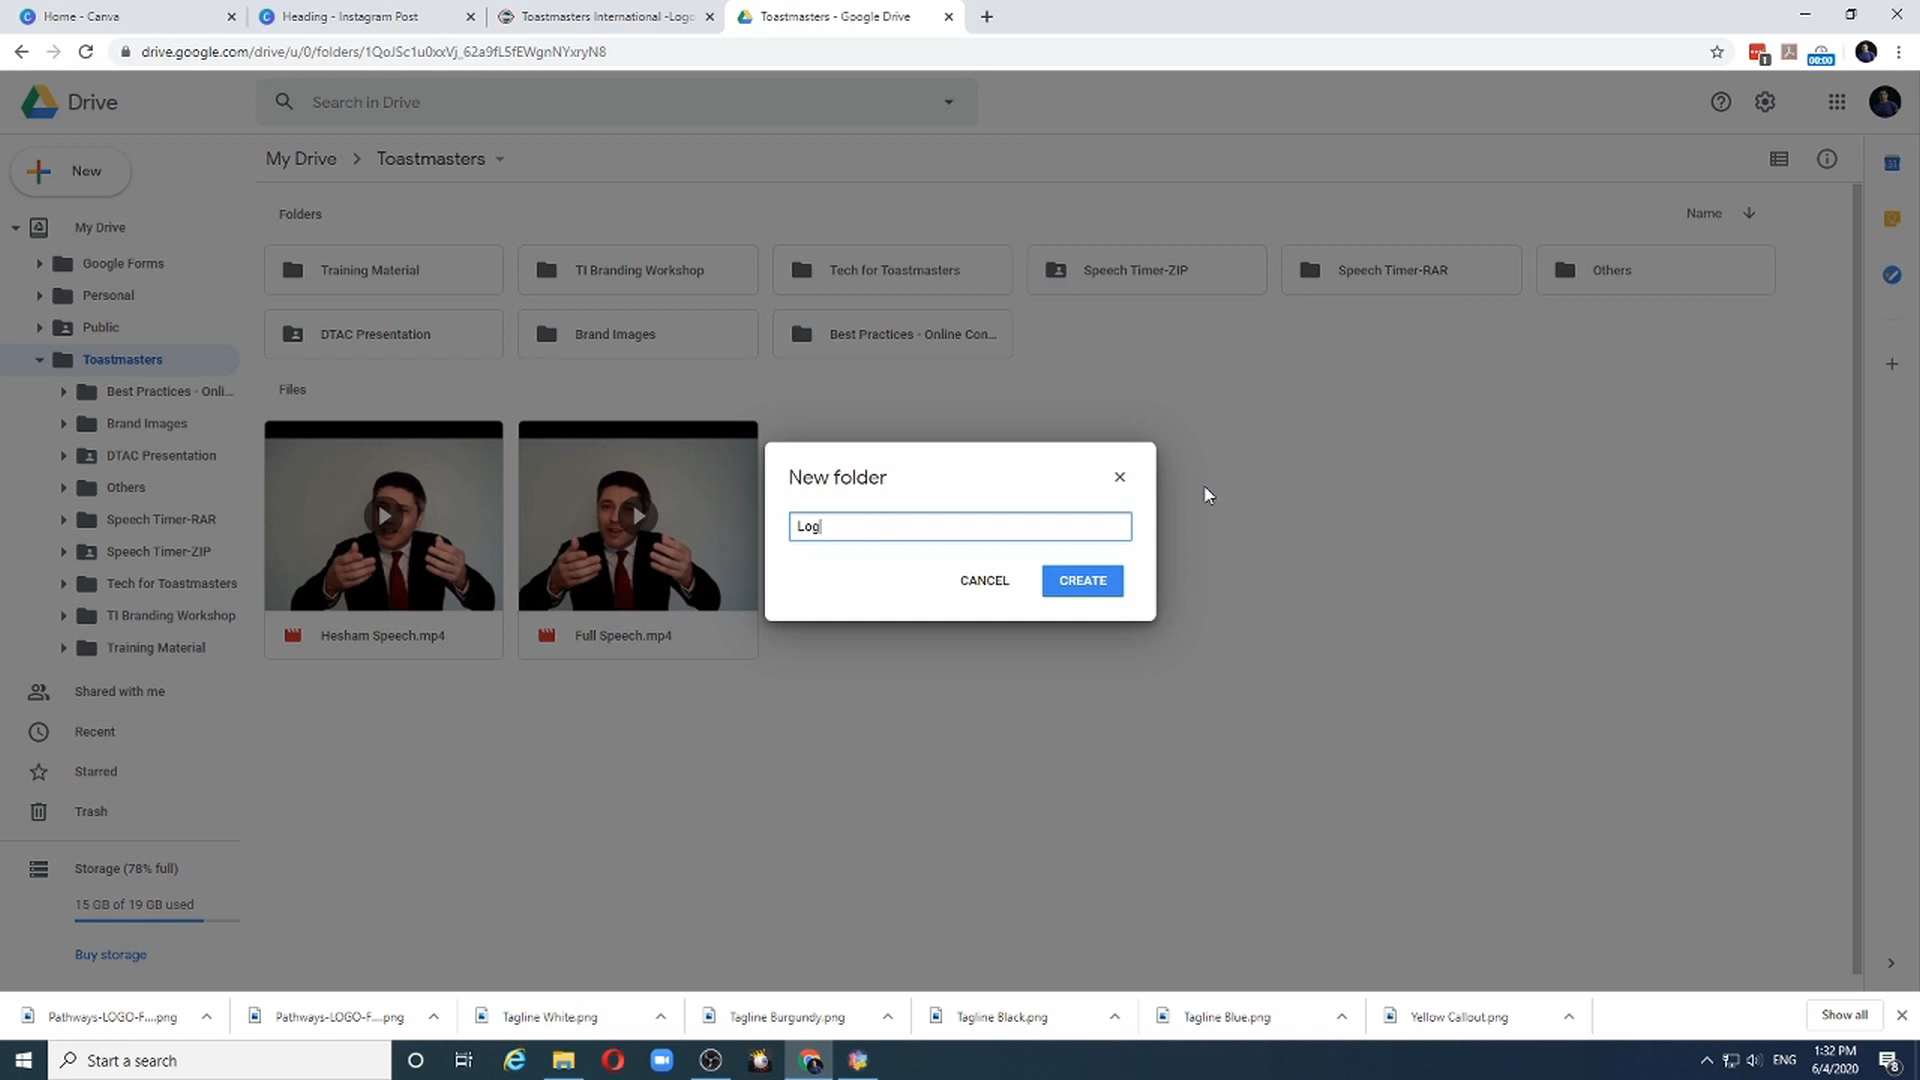 Home - Canva
Heading - Instagram Post
Toastmasters International -Logo
Toastmasters - Google Drive
drive.google.com/drive/u/0/folders/1QoJSc1u0xxVj_62a9fL5fEWgnNYxryN8
1
00:00
Drive
Search in Drive
New
My Drive
Toastmasters
My Drive
Google Forms
Personal
Public
Toastmasters
Best Practices - Onli...
Brand Images
DTAC Presentation
Others
Speech Timer-RAR
Speech Timer-ZIP
Tech for Toastmasters
TI Branding Workshop
Training Material
Shared with me
Recent
Starred
Trash
Storage (78% full)
15 GB of 19 GB used
Buy storage
Folders
Name
Training Material
TI Branding Workshop
Tech for Toastmasters
Speech Timer-ZIP
Speech Timer-RAR
Others
DTAC Presentation
Brand Images
Best Practices - Online Con...
Files
Hesham Speech.mp4
Full Speech.mp4
New folder
Log
CANCEL
CREATE
31
Pathways-LOGO-F....png
Pathways-LOGO-F....png
Tagline White.png
Tagline Burgundy.png
Tagline Black.png
Tagline Blue.png
Yellow Callout.png
Show all
Start a search
ENG
1:32 PM
6/4/2020
8